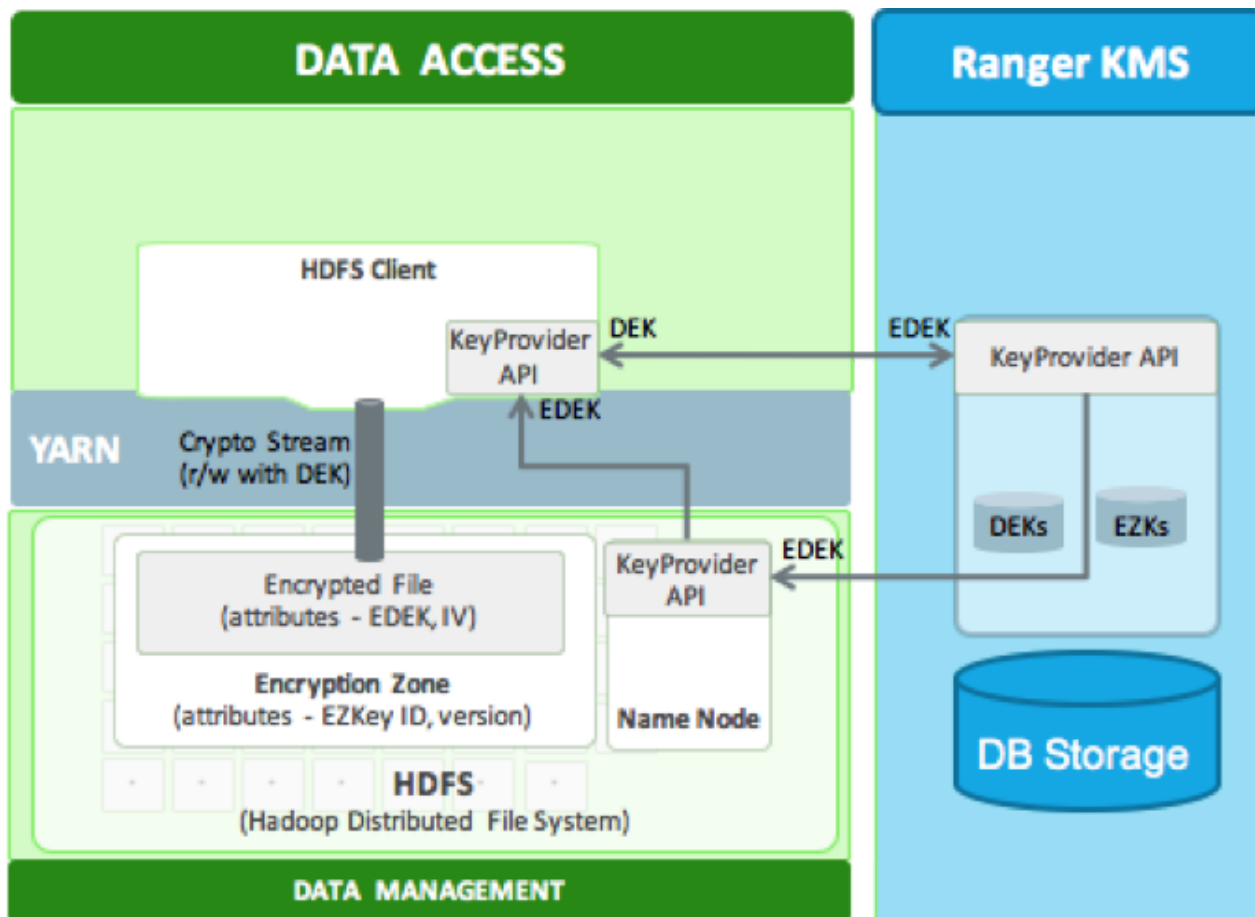 DATA ACCESS
Ranger KMS
HDFS Client
KeyProvider
API
DEK
EDEK
KeyProvider API
EDEK
YARN
Crypto Stream
(r/w with DEK)
DEKs
EZKs
Encrypted File
(attributes - EDEK, IV)
KeyProvider
API
EDEK
Encryption Zone
(attributes - EZKey ID, version)
Name Node
DB Storage
HDFS
(Hadoop Distributed File System)
DATA MANAGEMENT